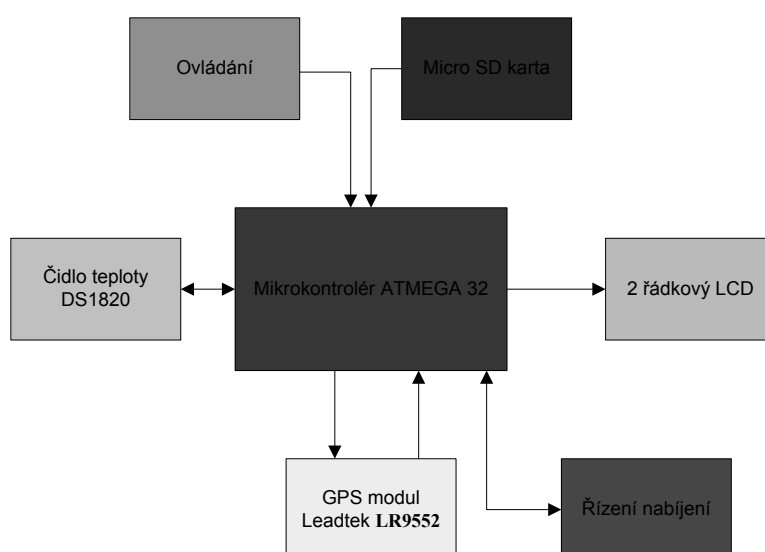 Ovládání
Micro SD karta
Čidlo teploty
DS1820
Mikrokontrolér ATMEGA 32
2 řádkový LCD
GPS modul
Leadtek LR9552
Řízení nabíjení